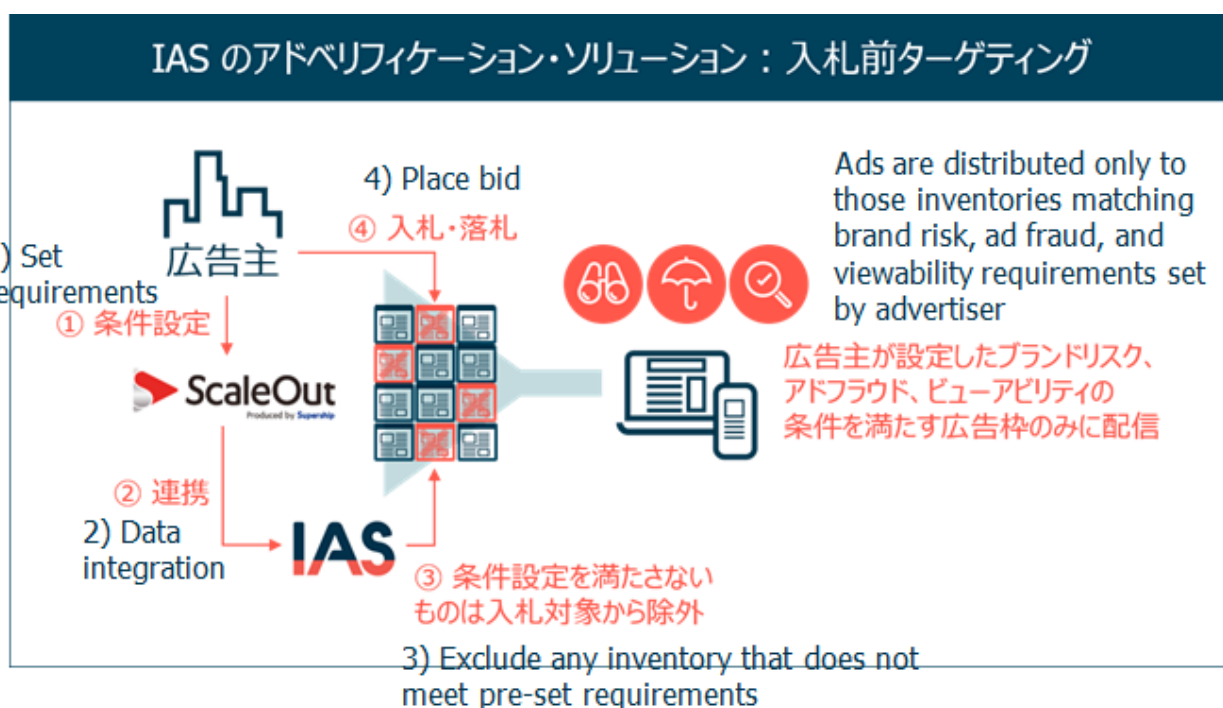 IAS のアドベリフィケーション・ソリューション：入札前ターゲティング
4) Place bid
④ 入札・落札
広告主
) Set
equirements
① 条件設定
ScaleOut
Produced by Supership
② 連携
2) Data
integration
IAS
③ 条件設定を満たさない
ものは入札対象から除外
3) Exclude any inventory that does not
meet pre-set requirements
Ads are distributed only to
those inventories matching
brand risk, ad fraud, and
viewability requirements set
by advertiser
広告主が設定したブランドリスク、
アドフラウド、ビューアビリティの
条件を満たす広告枠のみに配信